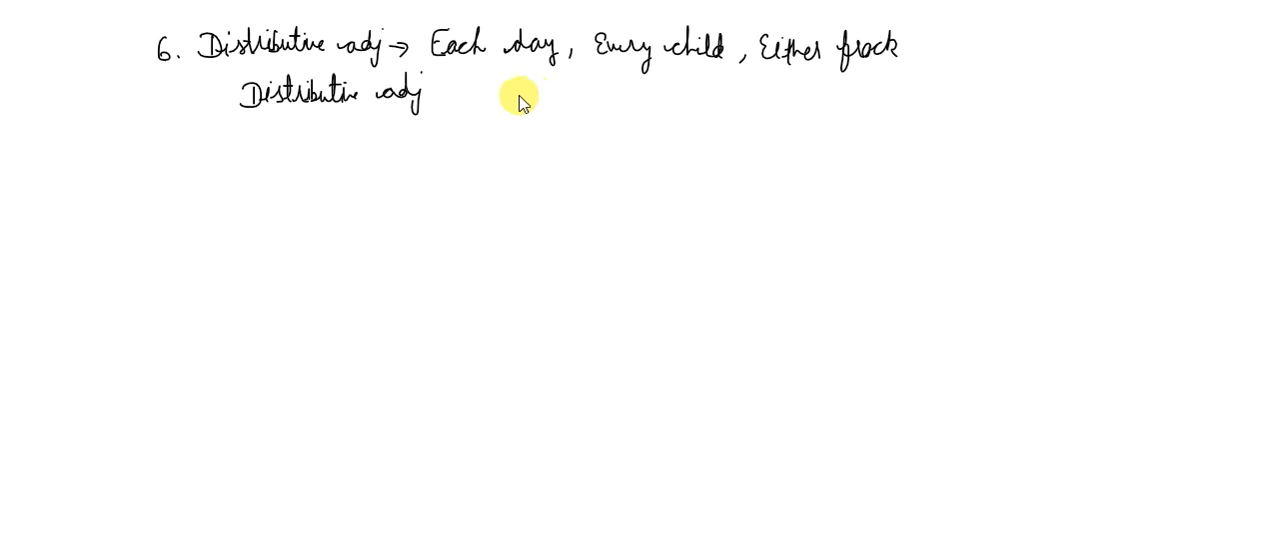 6. Distributive adj → Each day, Every child, Either frock
Distributive adj